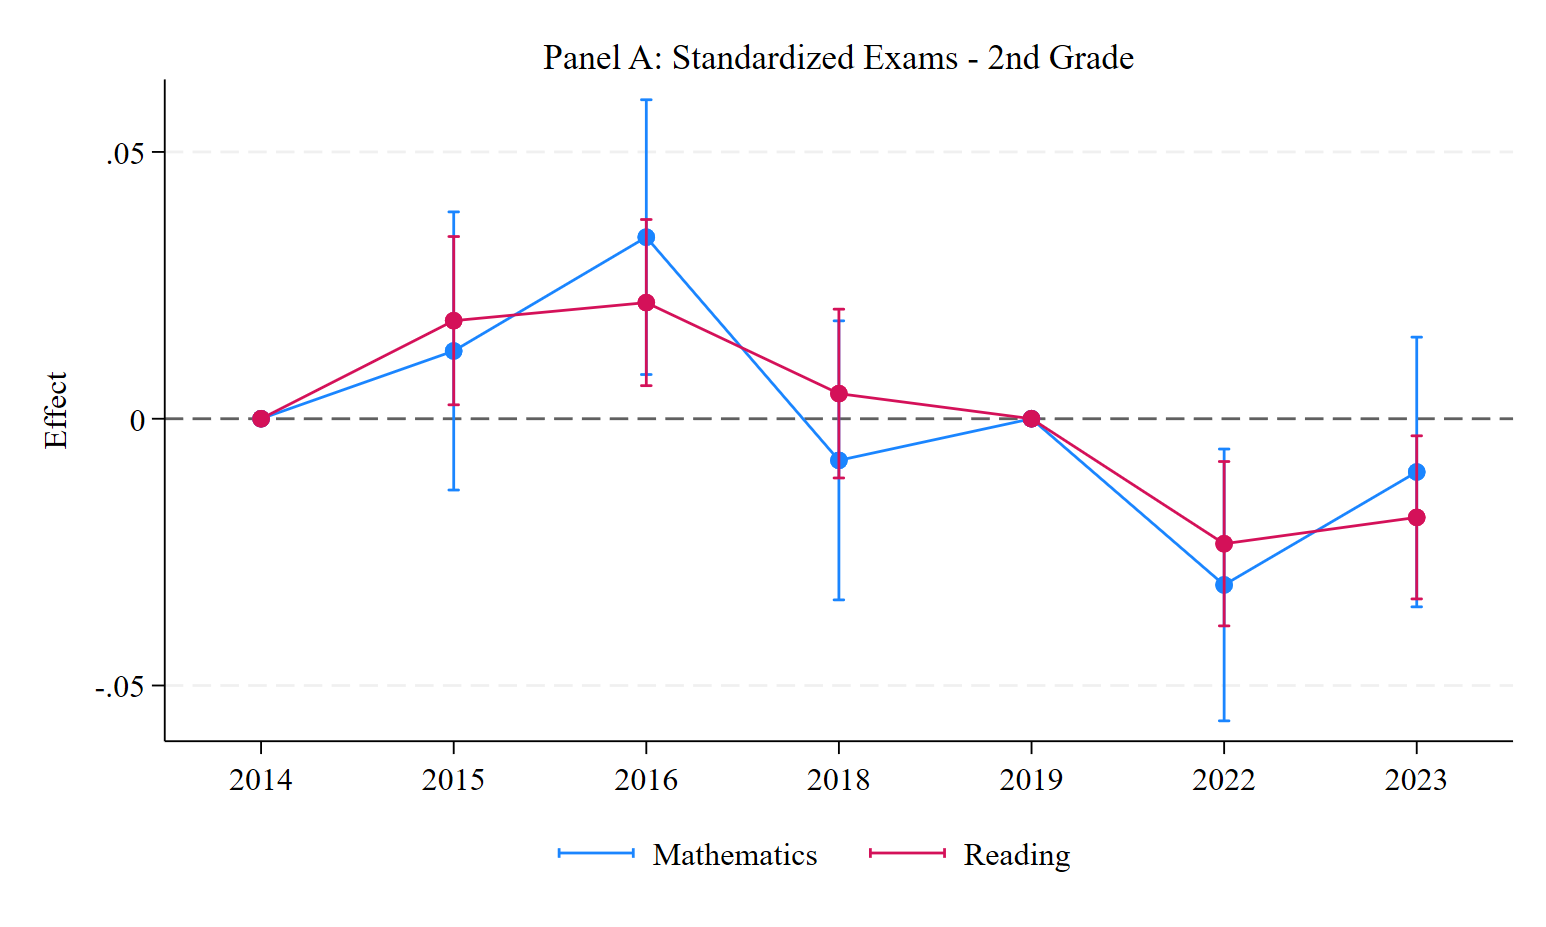 Panel A: Standardized Exams - 2nd Grade
.05
0
-.05
Effect
2014 2015 2016 2018 2019 2022 2023
Mathematics Reading